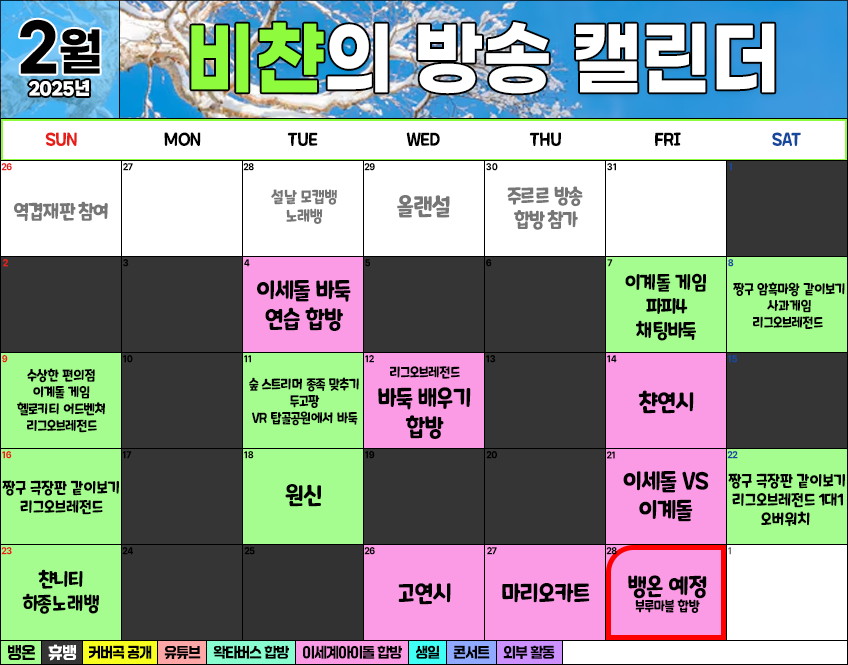 2월
2025년
비챤의 방송 캘린더
SUN MON TUE WED THU FRI SAT
26
역겁재판 참여
27
28
설날 모캡뱅
노래뱅
29
올랜설
30
주르르 방송
합방 참가
31
1
2
3
4
이세돌 바둑
연습 합방
5
6
7
이계돌 게임
파피4
채팅바둑
8
짱구 암흑마왕 같이보기
사과게임
리그오브레전드
9
수상한 편의점
이계돌 게임
헬로키티 어드벤쳐
리그오브레전드
10
11
숲 스트리머 종족 맞추기
두고팡
VR 탑골공원에서 바둑
12
리그오브레전드
바둑 배우기
합방
13
14
챤연시
15
16
짱구 극장판 같이보기
리그오브레전드
17
18
원신
19
20
21
이세돌 VS
이계돌
22
짱구 극장판 같이보기
리그오브레전드 1대1
오버워치
23
챤니티
하종노래뱅
24
25
26
고연시
27
마리오카트
28
뱅온 예정
부루마블 합방
1
뱅온 휴뱅 커버곡 공개 유튜브 왁타버스 합방 이세계아이돌 합방 생일 콘서트 외부 활동